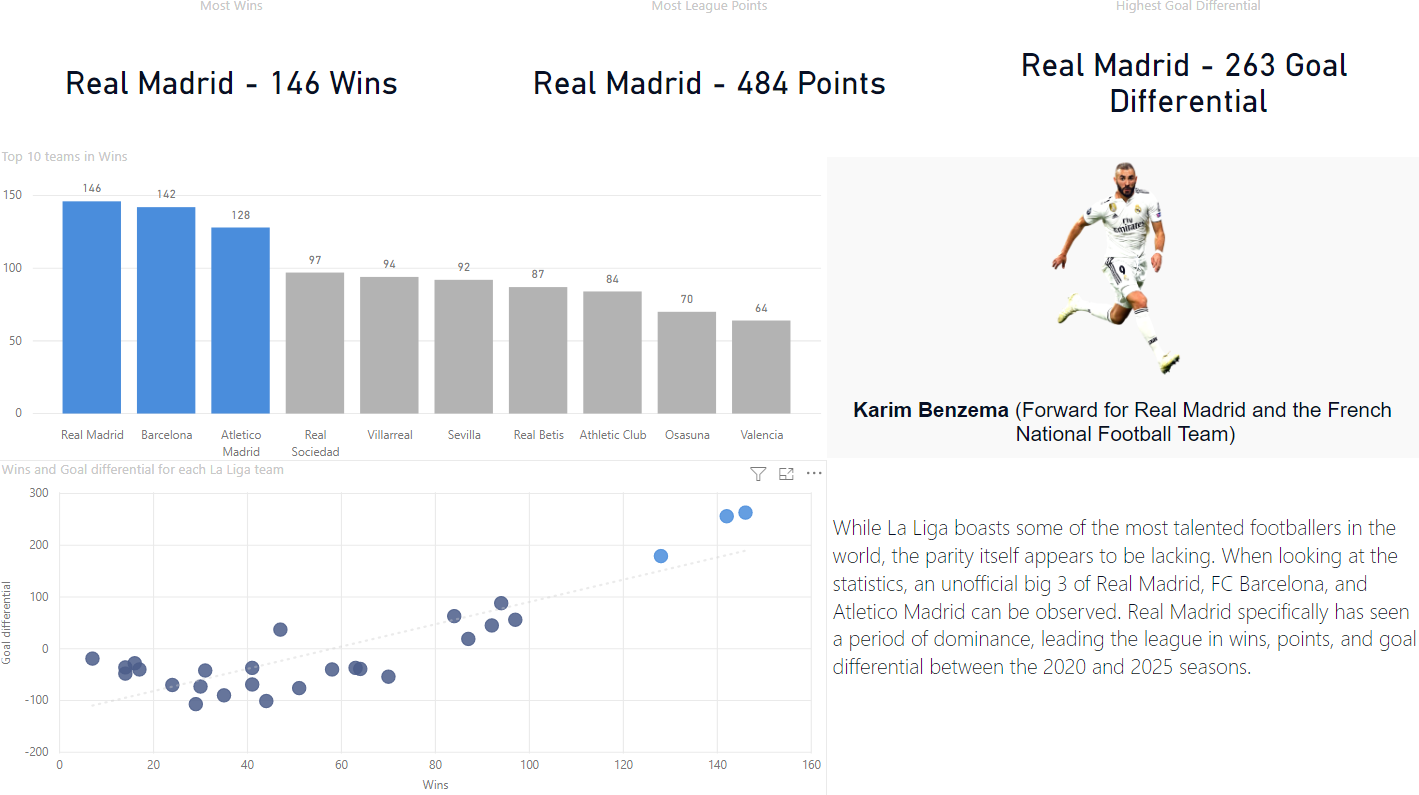 Most Wins
Most League Points
Highest Goal Differential
Real Madrid - 146 Wins
Real Madrid - 484 Points
Real Madrid - 263 Goal
Differential
Top 10 teams in Wins
150
100
50
0
146
142
128
97
94
92
87
84
70
64
Real Madrid
Barcelona
Atletico
Madrid
Real
Sociedad
Villarreal
Sevilla
Real Betis
Athletic Club
Osasuna
Valencia
Fly
Emirates
9
Karim Benzema (Forward for Real Madrid and the French
National Football Team)
Wins and Goal differential for each La Liga team
Goal differential
300
200
100
0
-100
-200
0
20
40
60
80
100
120
140
160
Wins
While La Liga boasts some of the most talented footballers in the
world, the parity itself appears to be lacking. When looking at the
statistics, an unofficial big 3 of Real Madrid, FC Barcelona, and
Atletico Madrid can be observed. Real Madrid specifically has seen
a period of dominance, leading the league in wins, points, and goal
differential between the 2020 and 2025 seasons.